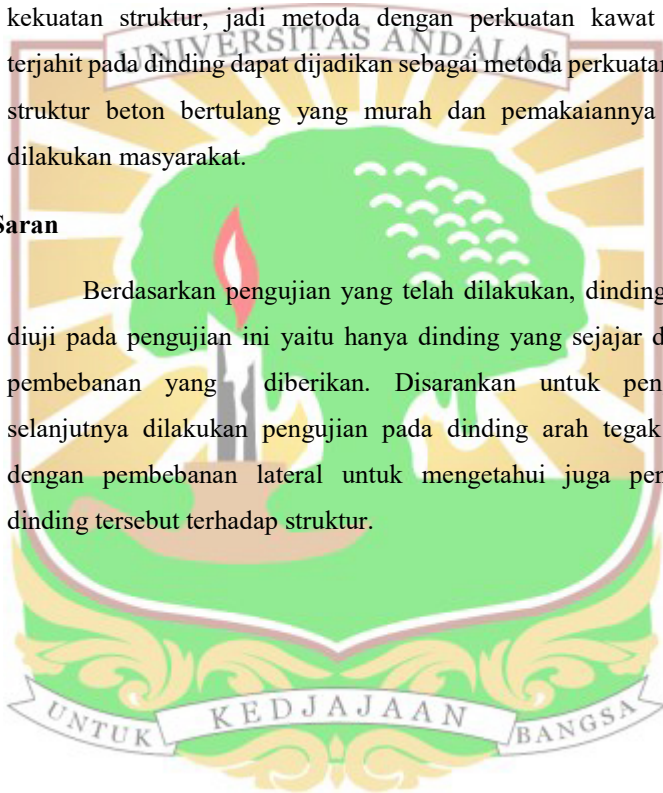 kekuatan struktur, jadi metoda dengan perkuatan kawat
UNIVERSITAS ANDALAS
terjahit pada dinding dapat dijadikan sebagai metoda perkuatan
struktur beton bertulang yang murah dan pemakaiannya
dilakukan masyarakat.
Saran
Berdasarkan pengujian yang telah dilakukan, dinding
diuji pada pengujian ini yaitu hanya dinding yang sejajar d
pembebanan yang diberikan. Disarankan untuk pen
selanjutnya dilakukan pengujian pada dinding arah tegak
dengan pembebanan lateral untuk mengetahui juga pen
dinding tersebut terhadap struktur.
UNTUK KEDJAJAAN BANGSA